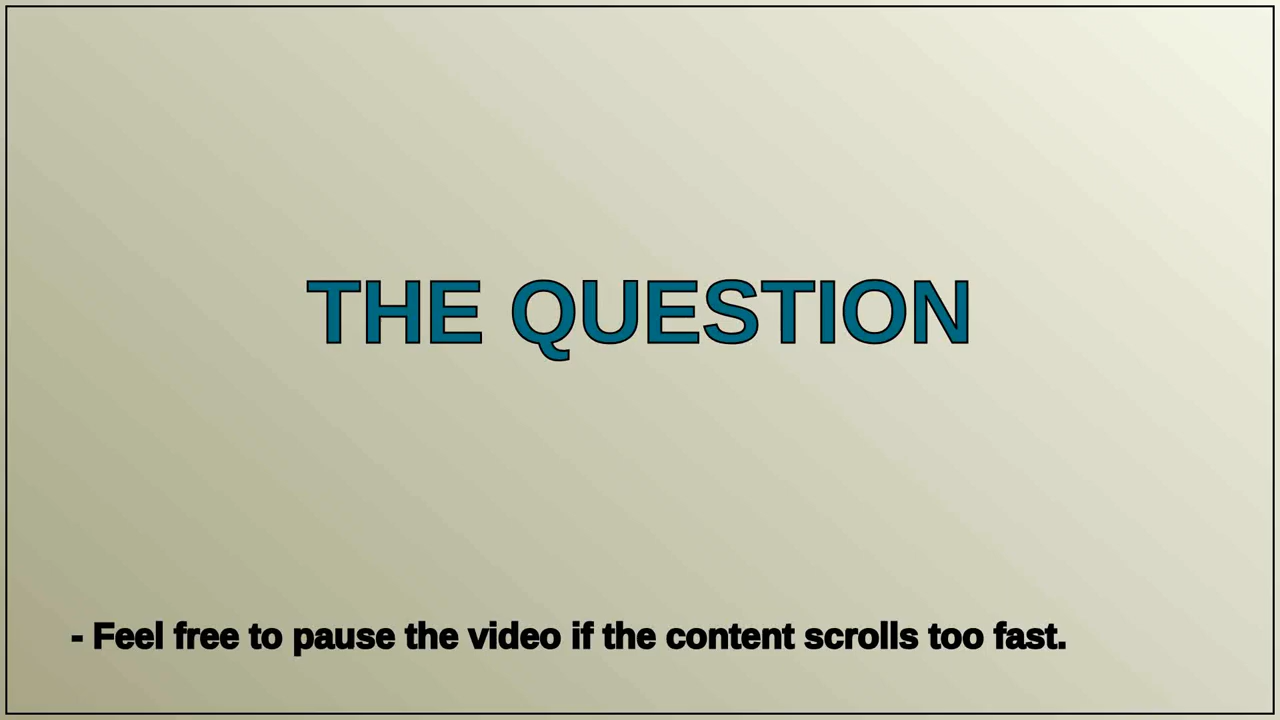 THE QUESTION
- Feel free to pause the video if the content scrolls too fast.